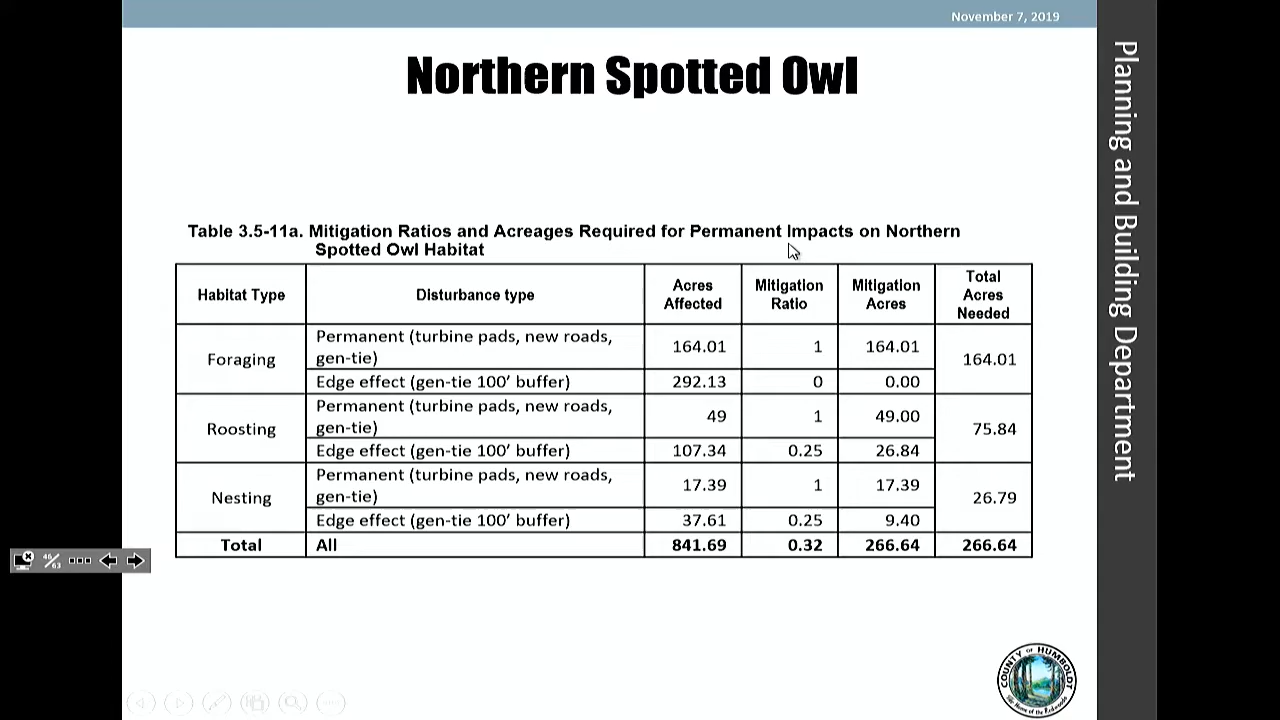 November 7, 2019
Northern Spotted Owl
Table 3.5-11a. Mitigation Ratios and Acreages Required for Permanent Impacts on Northern
Spotted Owl Habitat
Habitat Type Disturbance type Acres Affected Mitigation Ratio Mitigation Acres Total Acres Needed
Foraging Permanent (turbine pads, new roads, gen-tie) 164.01 1 164.01 164.01
Edge effect (gen-tie 100’ buffer) 292.13 0 0.00
Roosting Permanent (turbine pads, new roads, gen-tie) 49 1 49.00 75.84
Edge effect (gen-tie 100’ buffer) 107.34 0.25 26.84
Nesting Permanent (turbine pads, new roads, gen-tie) 17.39 1 17.39 26.79
Edge effect (gen-tie 100’ buffer) 37.61 0.25 9.40
Total All 841.69 0.32 266.64 266.64
Planning and Building Department
46/63
COUNTY OF HUMBOLDT